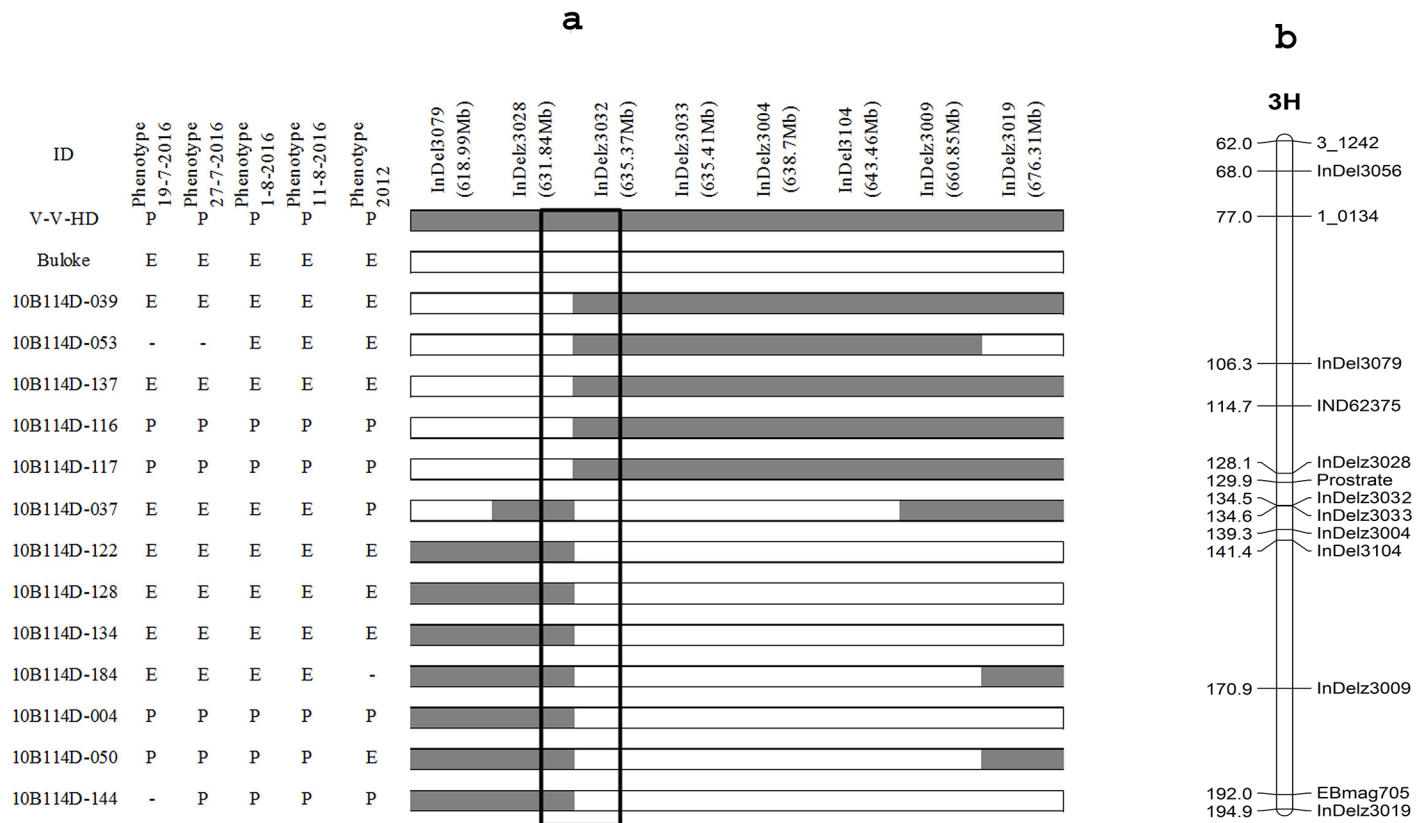 a
b
ID
Phenotype
19-7-2016
Phenotype
27-7-2016
Phenotype
1-8-2016
Phenotype
11-8-2016
Phenotype
2012
InDel3079
(618.99Mb)
InDelz3028
(631.84Mb)
InDelz3032
(635.37Mb)
InDelz3033
(635.41Mb)
InDelz3004
(638.7Mb)
InDel3104
(643.46Mb)
InDelz3009
(660.85Mb)
InDelz3019
(676.31Mb)
V-V-HD P P P P P
Buloke E E E E E
10B114D-039 E E E E E
10B114D-053 - - E E E
10B114D-137 E E E E E
10B114D-116 P P P P P
10B114D-117 P P P P P
10B114D-037 E E E E P
10B114D-122 E E E E E
10B114D-128 E E E E E
10B114D-134 E E E E E
10B114D-184 E E E E -
10B114D-004 P P P P P
10B114D-050 P P P P E
10B114D-144 - P P P P
3H
62.0 3_1242
68.0 InDel3056
77.0 1_0134
106.3 InDel3079
114.7 IND62375
128.1 InDelz3028
129.9 Prostrate
134.5 InDelz3032
134.6 InDelz3033
139.3 InDelz3004
141.4 InDel3104
170.9 InDelz3009
192.0 EBmag705
194.9 InDelz3019